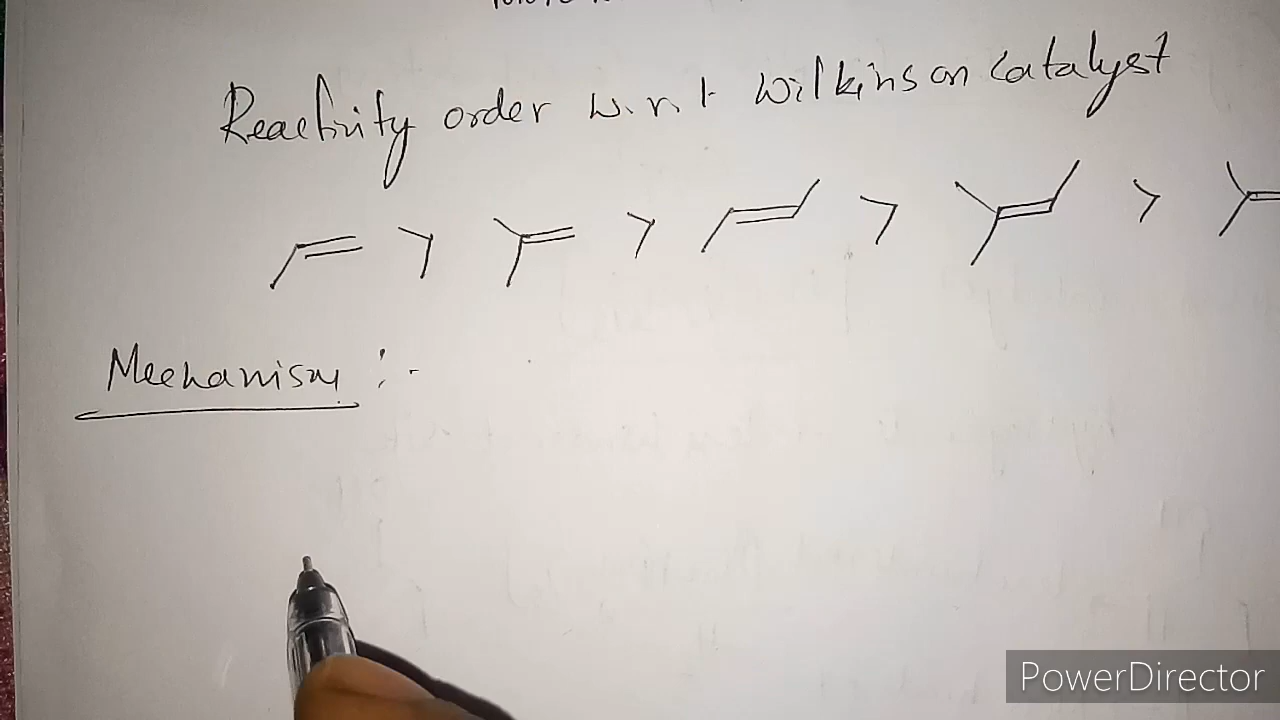 Reactivity order w.r.t Wilkinson Catalyst
> > > >
Mechanism :-
PowerDirector